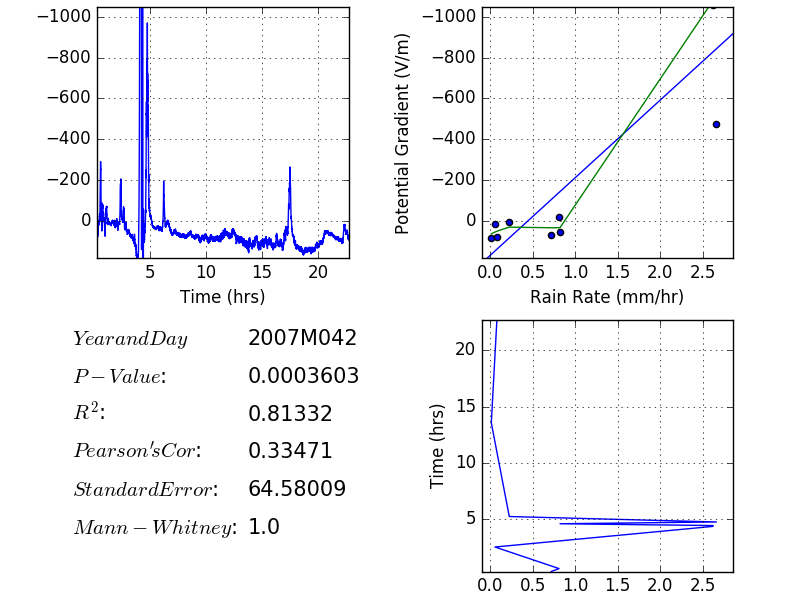 −1000
−800
−600
−400
−200
0
5 10 15 20
Time (hrs)
Potential Gradient (V/m)
−1000
−800
−600
−400
−200
0
0.0 0.5 1.0 1.5 2.0 2.5
Rain Rate (mm/hr)
YearandDay 2007M042
P−Value: 0.0003603
R²: 0.81332
Pearson'sCor: 0.33471
StandardError: 64.58009
Mann−Whitney: 1.0
Time (hrs)
20
15
10
5
0.0 0.5 1.0 1.5 2.0 2.5